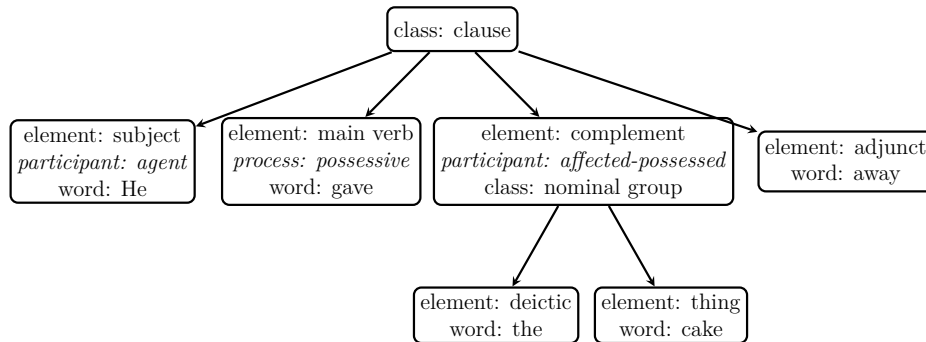 class: clause
element: subject
participant: agent
word: He
element: main verb
process: possessive
word: gave
element: complement
participant: affected-possessed
class: nominal group
element: adjunct
word: away
element: deictic
word: the
element: thing
word: cake